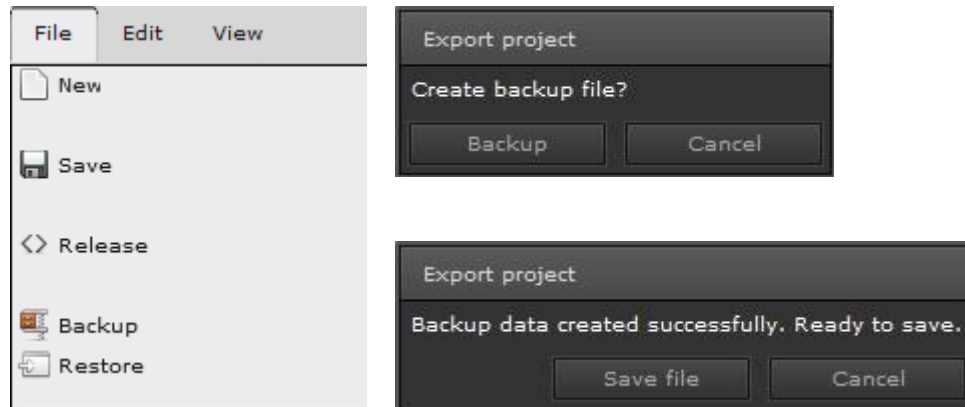 File Edit View
New
Save
Release
Backup
Restore
Export project
Create backup file?
Backup Cancel
Export project
Backup data created successfully. Ready to save.
Save file Cancel